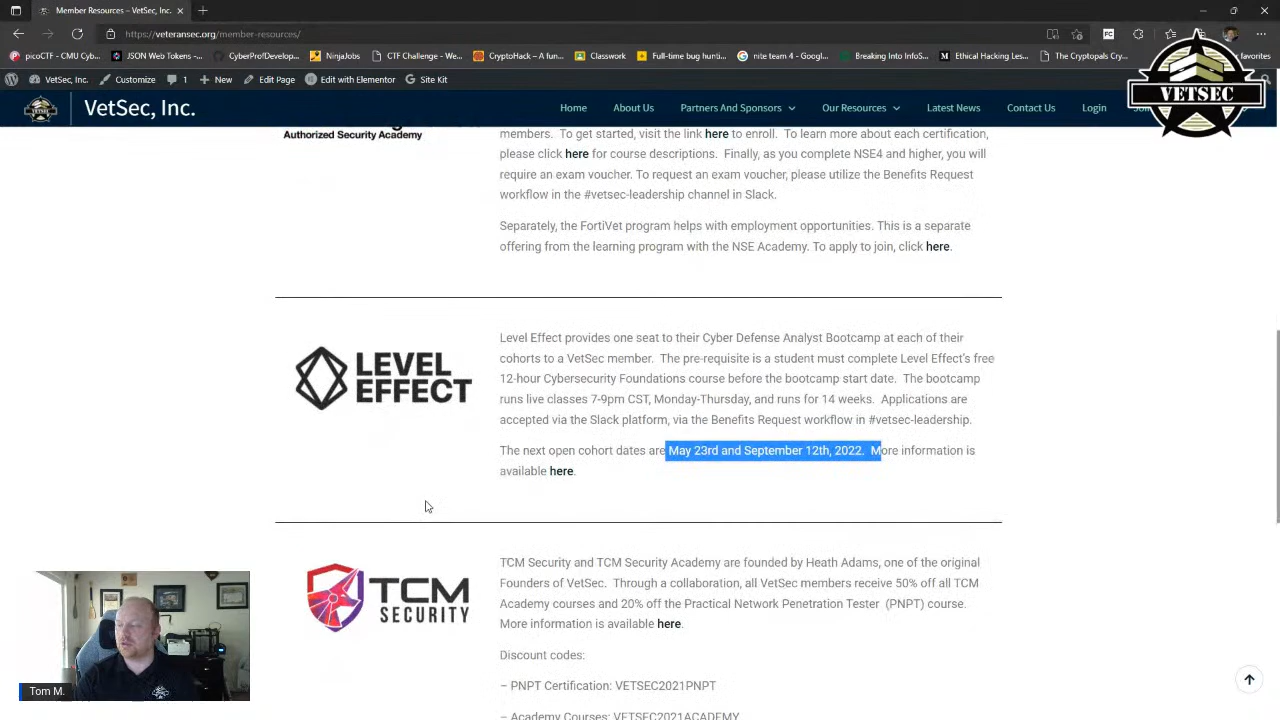 Member Resources – VetSec, Inc.
https://veteransec.org/member-resources/
picoCTF - CMU Cyb...
JSON Web Tokens - ...
CyberProfDevelop...
NinjaJobs
CTF Challenge - We...
CryptoHack – A fun...
Classwork
Full-time bug hunti...
nite team 4 - Googl...
Breaking Into InfoS...
Ethical Hacking Les...
The Cryptopals Cry...
favorites
VetSec, Inc.
Customize
1
New
Edit Page
Edit with Elementor
Site Kit
VETSEC
VetSec, Inc.
Home
About Us
Partners And Sponsors
Our Resources
Latest News
Contact Us
Login
Authorized Security Academy
members. To get started, visit the link here to enroll. To learn more about each certification,
please click here for course descriptions. Finally, as you complete NSE4 and higher, you will
require an exam voucher. To request an exam voucher, please utilize the Benefits Request
workflow in the #vetsec-leadership channel in Slack.
Separately, the FortiVet program helps with employment opportunities. This is a separate
offering from the learning program with the NSE Academy. To apply to join, click here.
LEVEL
EFFECT
Level Effect provides one seat to their Cyber Defense Analyst Bootcamp at each of their
cohorts to a VetSec member. The pre-requisite is a student must complete Level Effect's free
12-hour Cybersecurity Foundations course before the bootcamp start date. The bootcamp
runs live classes 7-9pm CST, Monday-Thursday, and runs for 14 weeks. Applications are
accepted via the Slack platform, via the Benefits Request workflow in #vetsec-leadership.
The next open cohort dates are May 23rd and September 12th, 2022. More information is
available here.
TCM
SECURITY
TCM Security and TCM Security Academy are founded by Heath Adams, one of the original
Founders of VetSec. Through a collaboration, all VetSec members receive 50% off all TCM
Academy courses and 20% off the Practical Network Penetration Tester (PNPT) course.
More information is available here.
Discount codes:
– PNPT Certification: VETSEC2021PNPT
– Academy Courses: VETSEC2021ACADEMY
Tom M.